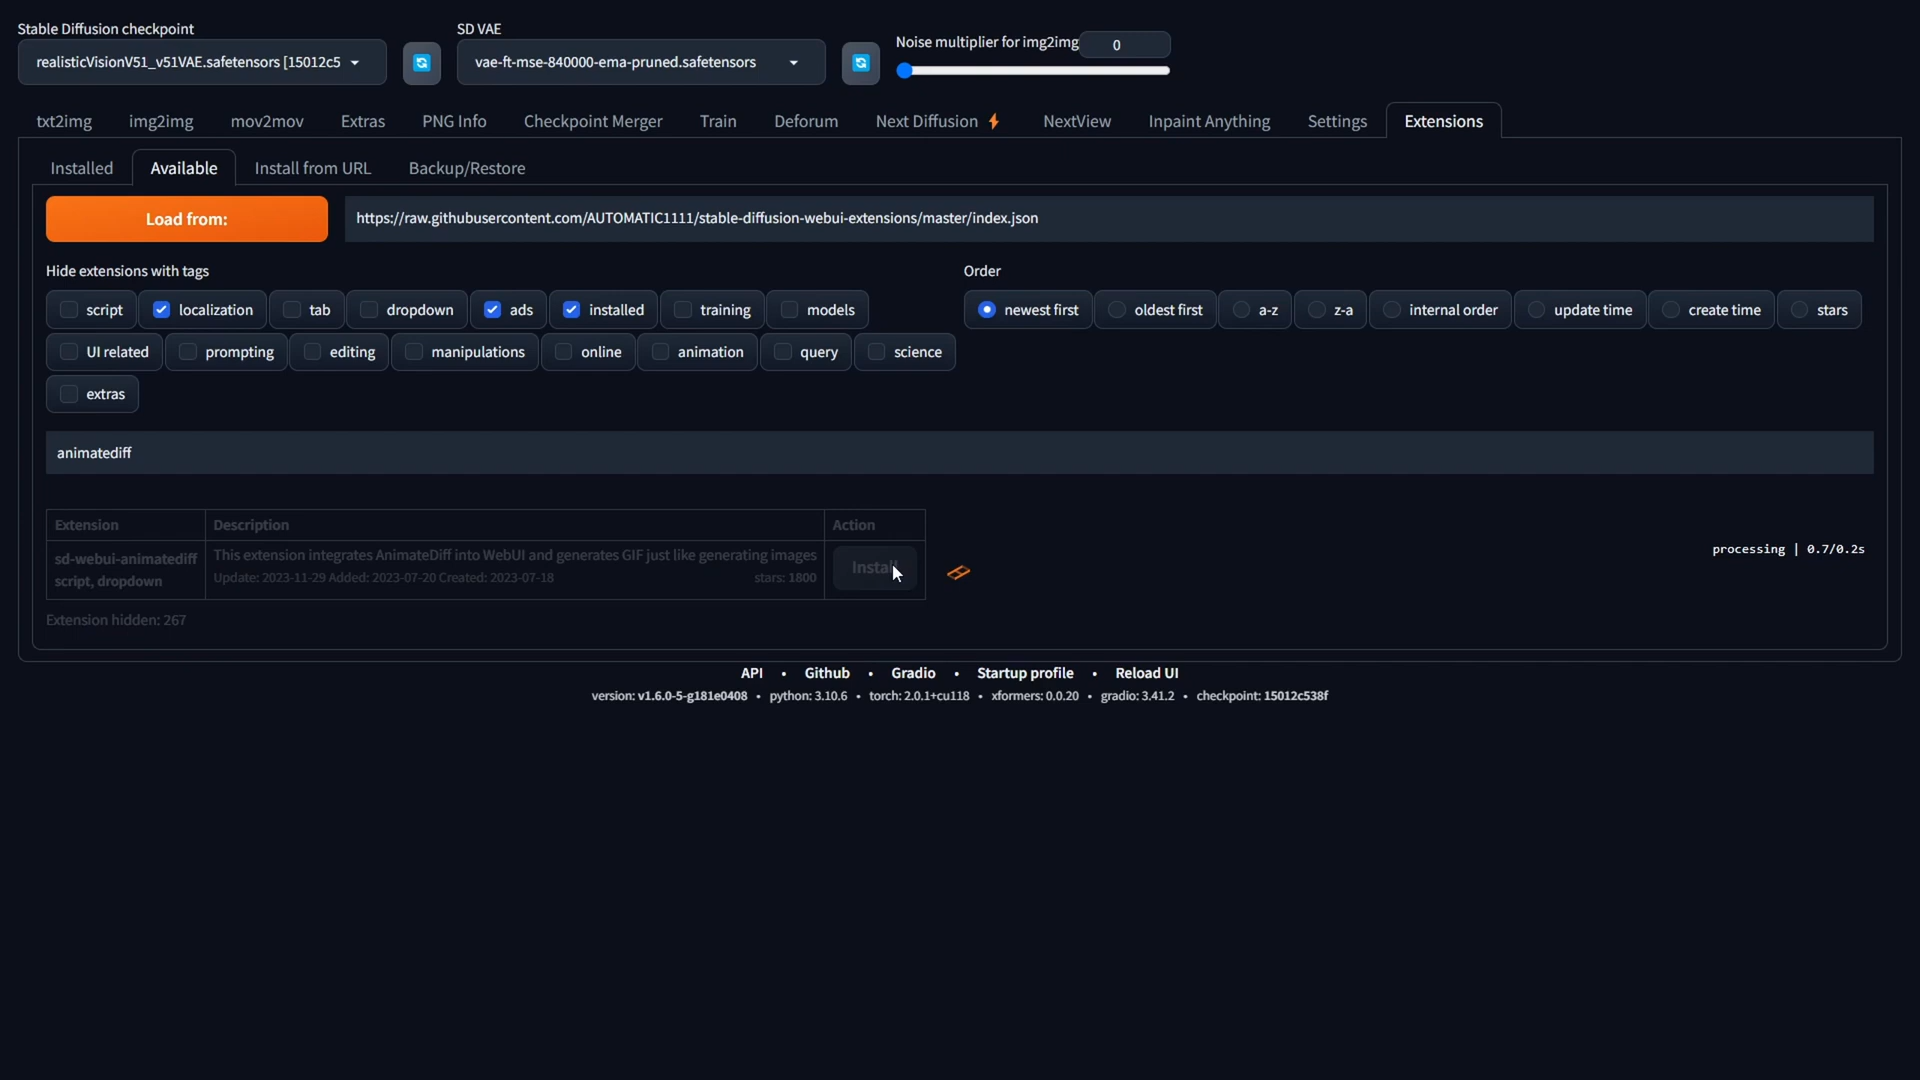 Stable Diffusion checkpoint
SD VAE
Noise multiplier for img2img
0
realisticVisionV51_v51VAE.safetensors [15012c5
vae-ft-mse-840000-ema-pruned.safetensors
txt2img img2img mov2mov Extras PNG Info Checkpoint Merger Train Deforum Next Diffusion NextView Inpaint Anything Settings Extensions
Installed Available Install from URL Backup/Restore
Load from:
https://raw.githubusercontent.com/AUTOMATIC1111/stable-diffusion-webui-extensions/master/index.json
Hide extensions with tags
Order
script localization tab dropdown ads installed training models
newest first oldest first a-z z-a internal order update time create time stars
UI related prompting editing manipulations online animation query science
extras
animatediff
Extension Description Action
sd-webui-animatediff
script, dropdown
This extension integrates AnimateDiff into WebUI and generates GIF just like generating images
Update: 2023-11-29 Added: 2023-07-20 Created: 2023-07-18 stars: 1800
Install
processing | 0.7/0.2s
Extension hidden: 267
API • Github • Gradio • Startup profile • Reload UI
version: v1.6.0-5-g181e0408 • python: 3.10.6 • torch: 2.0.1+cu118 • xformers: 0.0.20 • gradio: 3.41.2 • checkpoint: 15012c538f